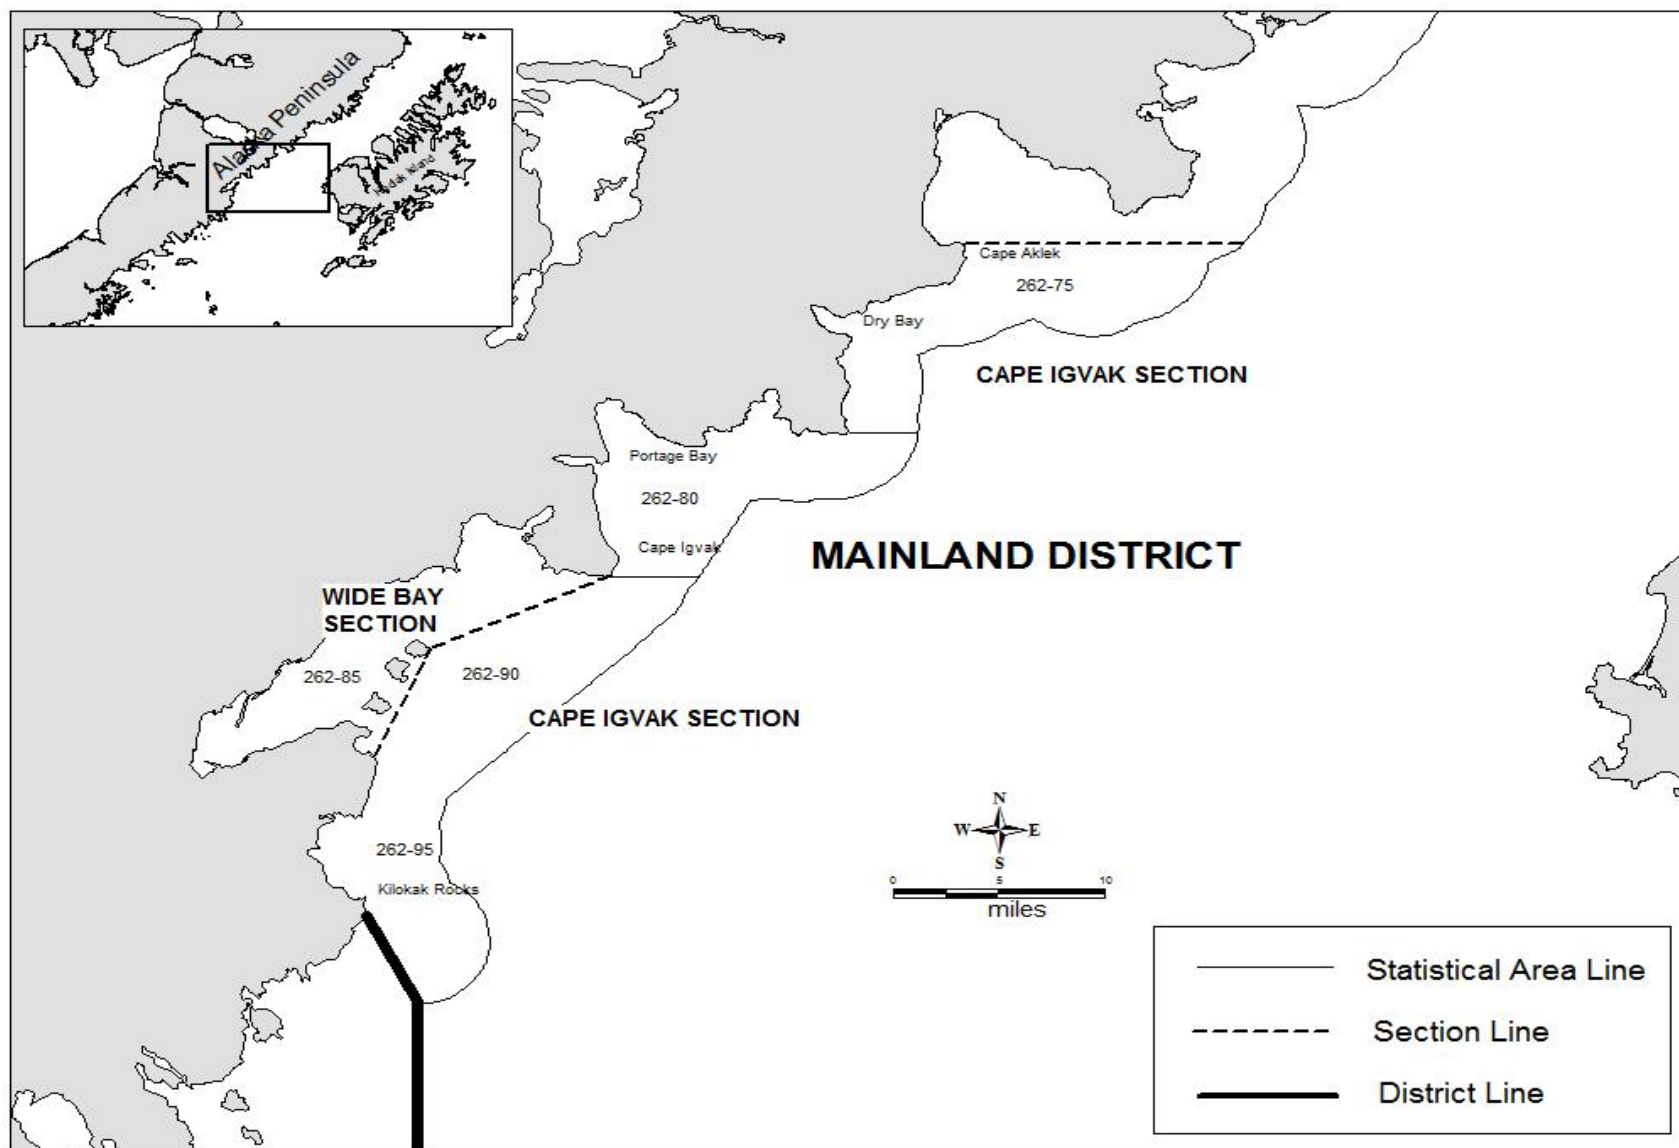 Alaska Peninsula
Kodiak Island
Cape Aklek
262-75
Dry Bay
CAPE IGVAK SECTION
Portage Bay
262-80
Cape Igvak
MAINLAND DISTRICT
WIDE BAY
SECTION
262-85
262-90
CAPE IGVAK SECTION
262-95
Kilokak Rocks
N
W E
S
0 5 10
miles
Statistical Area Line
Section Line
District Line